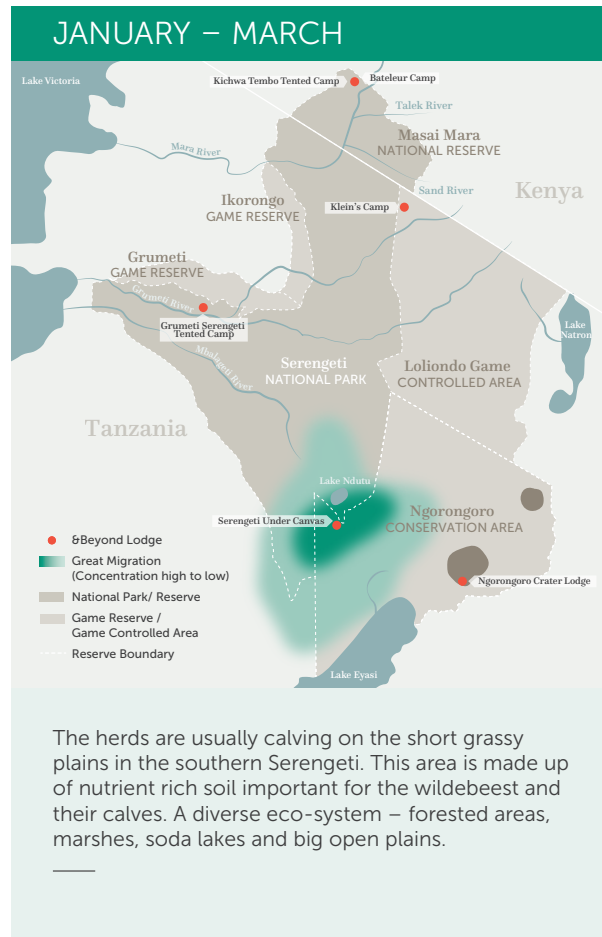 JANUARY – MARCH
Lake Victoria
Kichwa Tembo Tented Camp
Bateleur Camp
Talek River
Masai Mara
NATIONAL RESERVE
Mara River
Sand River
Kenya
Ikorongo
GAME RESERVE
Klein's Camp
Grumeti
GAME RESERVE
Grumeti River
Grumeti Serengeti
Tented Camp
Lake
Natron
Mbalageti River
Serengeti
NATIONAL PARK
Loliondo Game
CONTROLLED AREA
Tanzania
Lake Ndutu
Serengeti Under Canvas
Ngorongoro
CONSERVATION AREA
Ngorongoro Crater Lodge
Lake Eyasi
&Beyond Lodge
Great Migration
(Concentration high to low)
National Park/ Reserve
Game Reserve /
Game Controlled Area
Reserve Boundary
The herds are usually calving on the short grassy
plains in the southern Serengeti. This area is made up
of nutrient rich soil important for the wildebeest and
their calves. A diverse eco-system – forested areas,
marshes, soda lakes and big open plains.